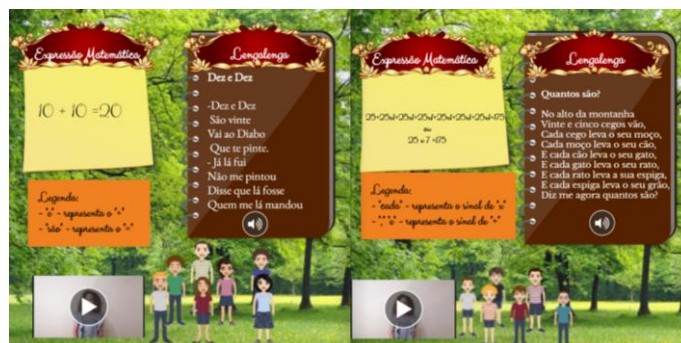 Expressão Matemática
10 + 10 =20
Legenda:
- "e" - representa o "+"
- "são" - representa o "="
Lengalenga
Dez e Dez
-Dez e Dez
São vinte
Vai ao Diabo
Que te pinte.
- Já lá fui
Não me pintou
Disse que lá fosse
Quem me lá mandou
Expressão Matemática
ou
25 x 7 =175
Legenda:
- "cada" - representa o sinal de "x"
representa o sinal de "+"
Lengalenga
Quantos são?
No alto da montanha
Vinte e cinco cegos vão,
Cada cego leva o seu moço,
Cada moço leva o seu cão,
E cada cão leva o seu gato,
E cada gato leva o seu rato,
E cada rato leva a sua espiga,
E cada espiga leva o seu grão,
Diz me agora quantos são?